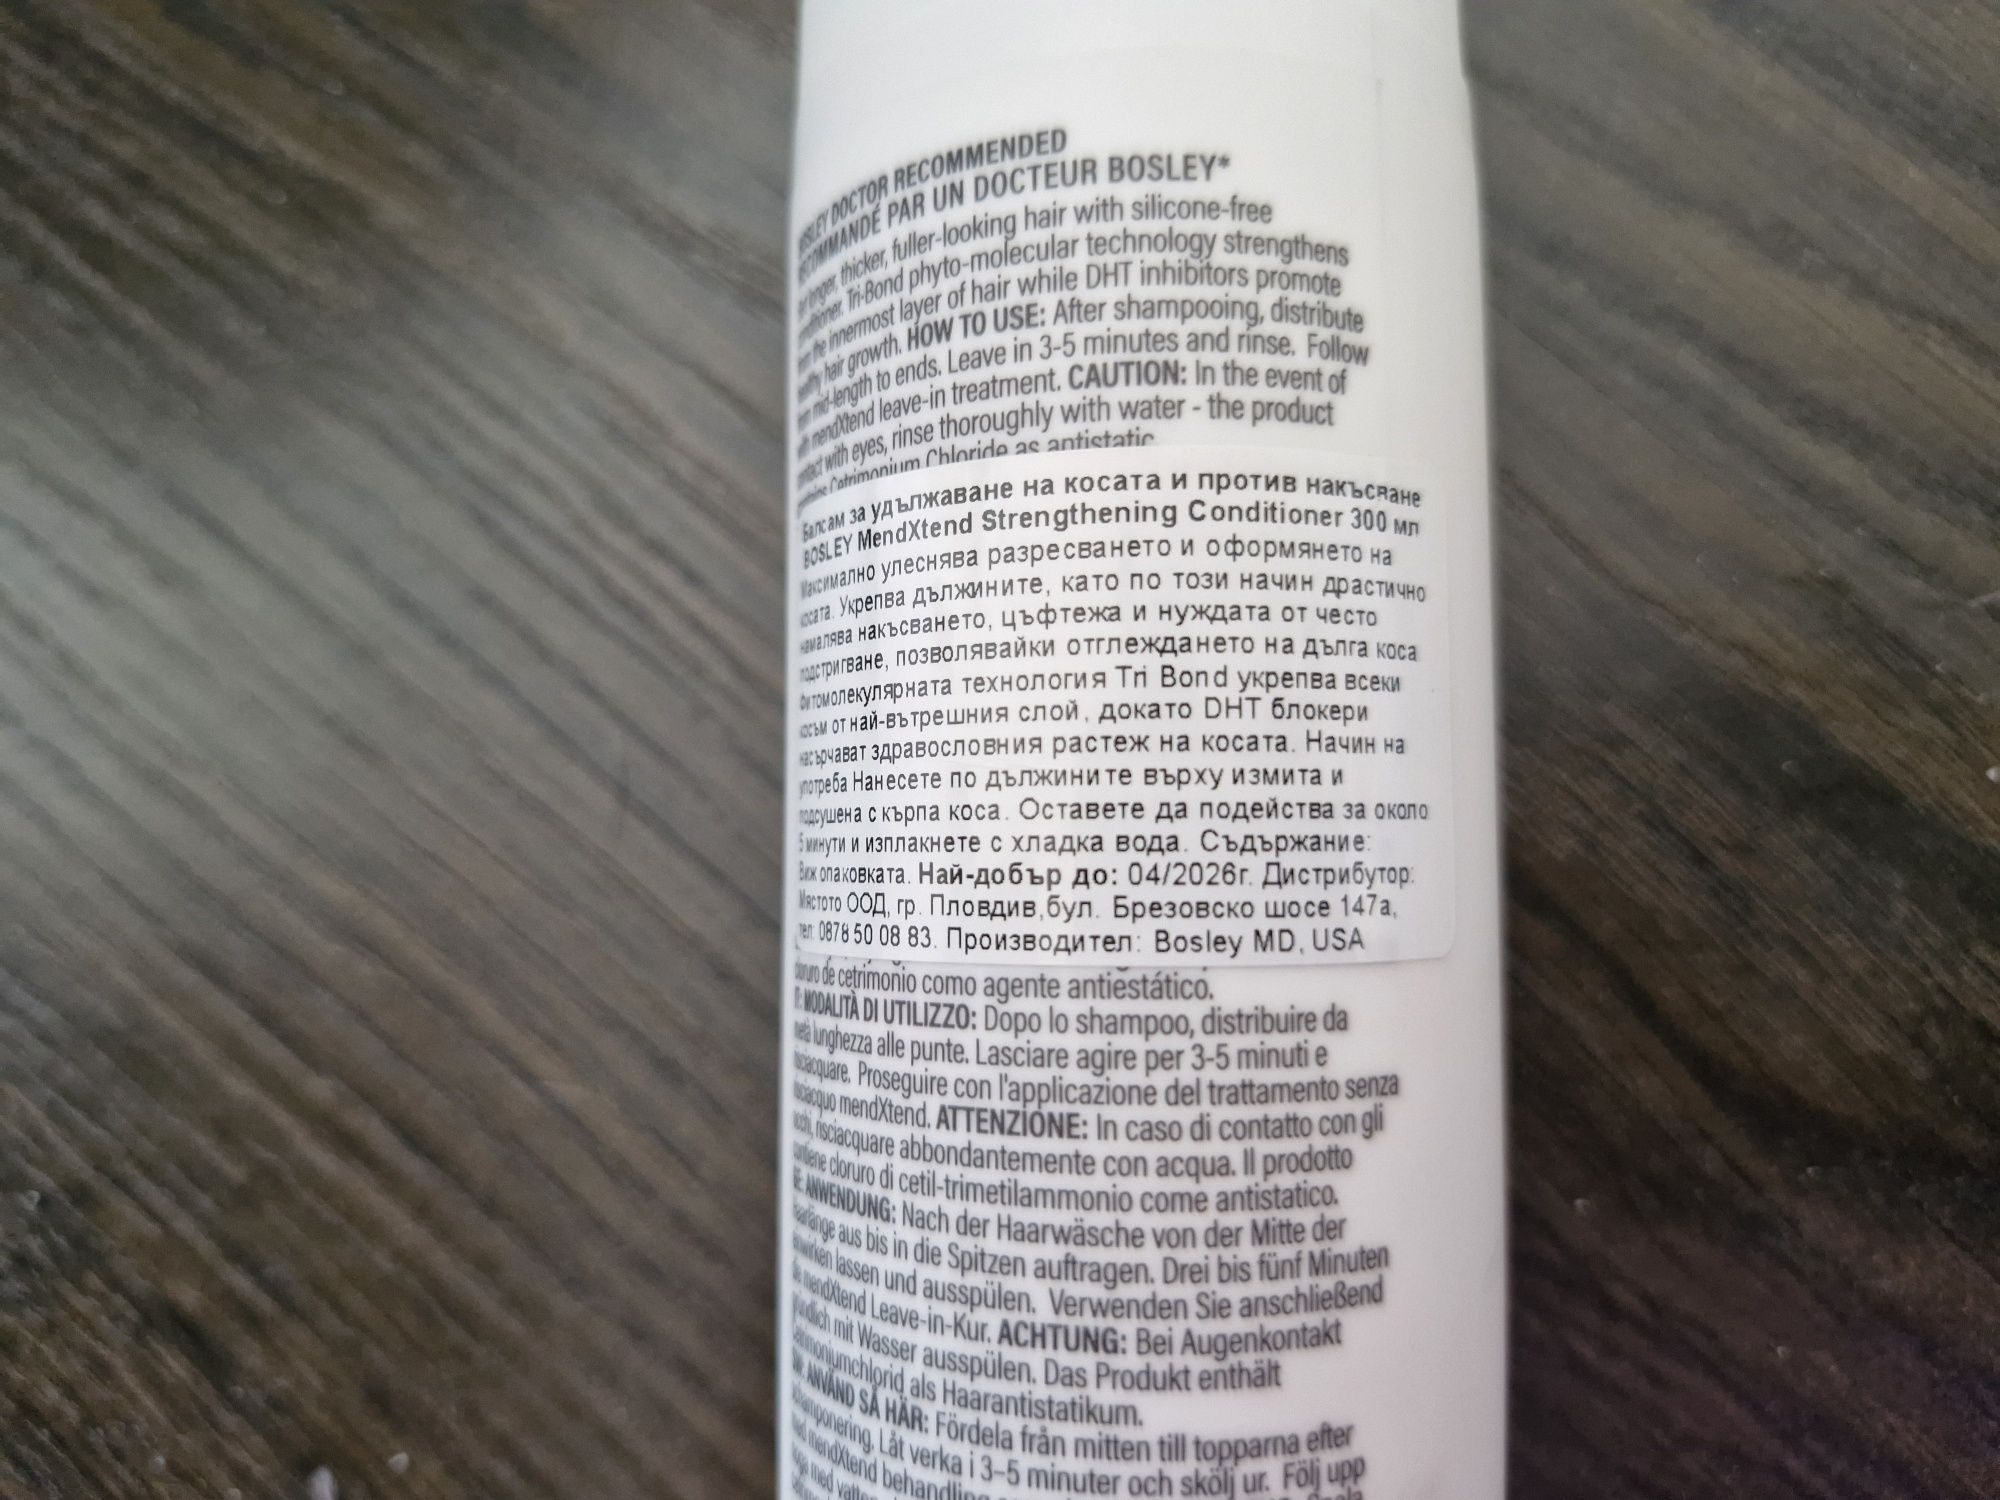 BOSLEY DOCTOR RECOMMENDED
RECOMMANDÉ PAR UN DOCTEUR BOSLEY*
longer, thicker, fuller-looking hair with silicone-free
conditioner. Tri-Bond phyto-molecular technology strengthens
from the innermost layer of hair while DHT inhibitors promote
healthy hair growth. HOW TO USE: After shampooing, distribute
from mid-length to ends. Leave in 3-5 minutes and rinse. Follow
with mendXtend leave-in treatment. CAUTION: In the event of
contact with eyes, rinse thoroughly with water - the product
contains Cetrimonium Chloride as antistatic
Балсам за удължаване на косата и против накъсване
BOSLEY MendXtend Strengthening Conditioner 300 мл
Максимално улеснява разресването и оформянето на
косата. Укрепва дължините, като по този начин драстично
намалява накъсването, цъфтежа и нуждата от често
подстригване, позволявайки отглеждането на дълга коса
Фитомолекулярната технология Tri Bond укрепва всеки
косъм от най-вътрешния слой, докато DHT блокери
насърчават здравословния растеж на косата. Начин на
употреба Нанесете по дължините върху измита и
подсушена с кърпа коса. Оставете да подейства за около
5 минути и изплакнете с хладка вода. Съдържание:
Виж опаковката. Най-добър до: 04/2026г. Дистрибутор:
Мястото ООД, гр. Пловдив,бул. Брезовско шосе 147а,
тел: 0878 50 08 83. Производител: Bosley MD, USA
cloruro de cetrimonio como agente antiestático.
IT: MODALITÀ DI UTILIZZO: Dopo lo shampoo, distribuire da
metà lunghezza alle punte. Lasciare agire per 3-5 minuti e
risciacquare. Proseguire con l'applicazione del trattamento senza
risciacquo mendXtend. ATTENZIONE: In caso di contatto con gli
occhi, risciacquare abbondantemente con acqua. Il prodotto
contiene cloruro di cetil-trimetilammonio come antistatico.
DE: ANWENDUNG: Nach der Haarwäsche von der Mitte der
Haarlänge aus bis in die Spitzen auftragen. Drei bis fünf Minuten
einwirken lassen und ausspülen. Verwenden Sie anschließend
die mendXtend Leave-in-Kur. ACHTUNG: Bei Augenkontakt
gründlich mit Wasser ausspülen. Das Produkt enthält
Cetrimoniumchlorid als Haarantistatikum.
SW: ANVÄND SÅ HÄR: Fördela från mitten till topparna efter
schamponering. Låt verka i 3-5 minuter och skölj ur. Följ upp
med mendXtend behandling
med vatten